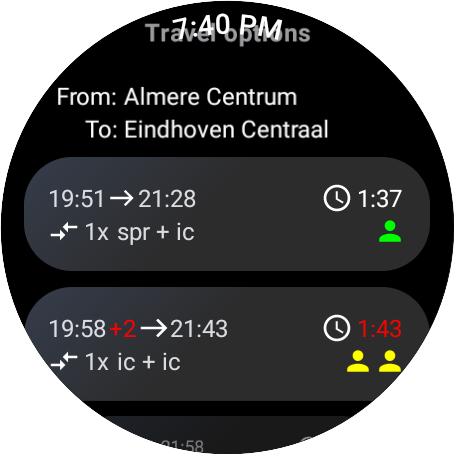 7:40 PM
Travel options
From: Almere Centrum
To: Eindhoven Centraal
19:51 → 21:28 1:37
1x spr + ic
19:58 +2 → 21:43 1:43
1x ic + ic
21:58